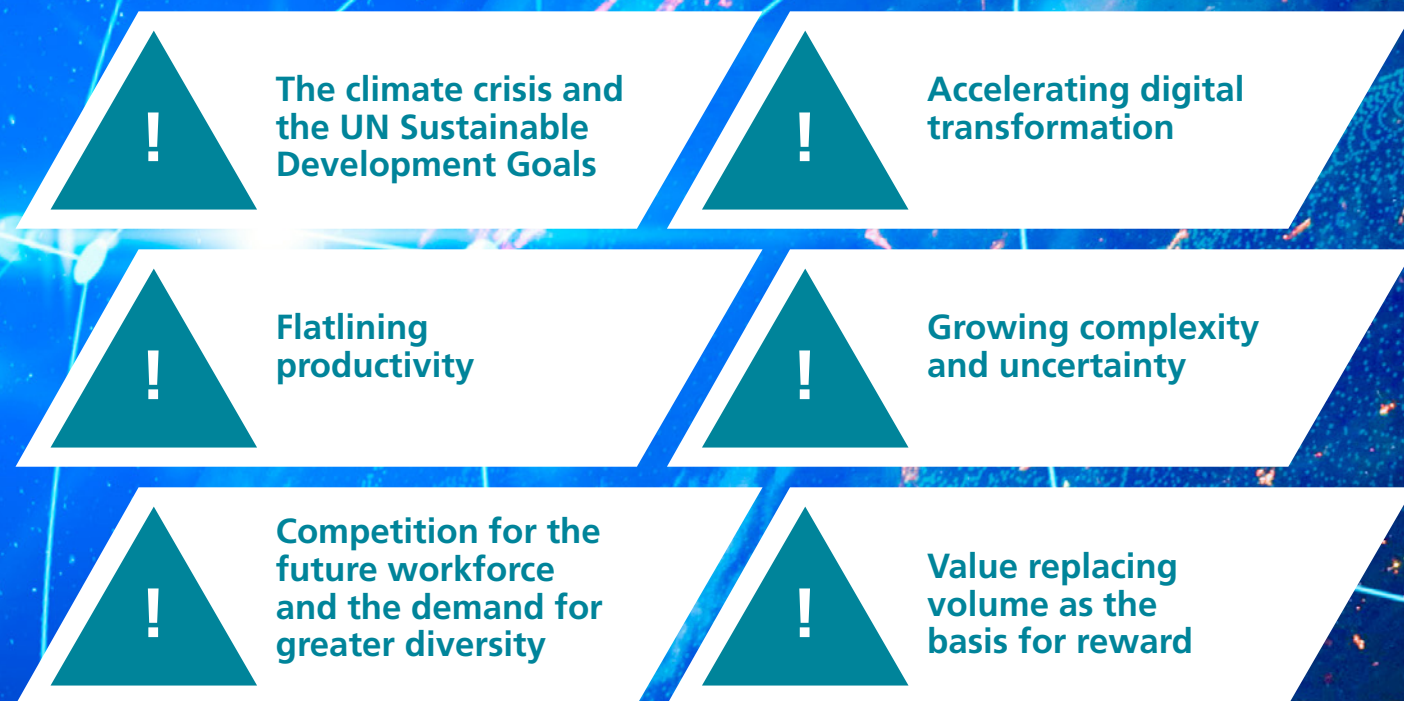 !
The climate crisis and
the UN Sustainable
Development Goals
!
Accelerating digital
transformation
!
Flatlining
productivity
!
Growing complexity
and uncertainty
!
Competition for the
future workforce
and the demand for
greater diversity
!
Value replacing
volume as the
basis for reward